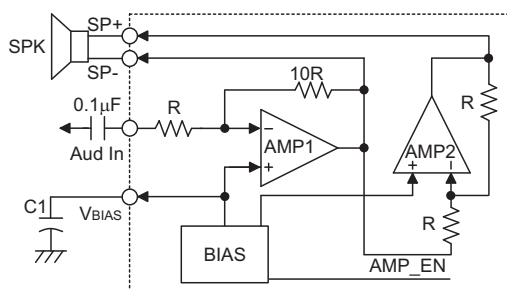 SP+
SPK
SP-
10R
0.1μF
R
R
−
AMP1
AMP2
Aud In
+
+
−
C1
VBIAS
R
BIAS
AMP_EN